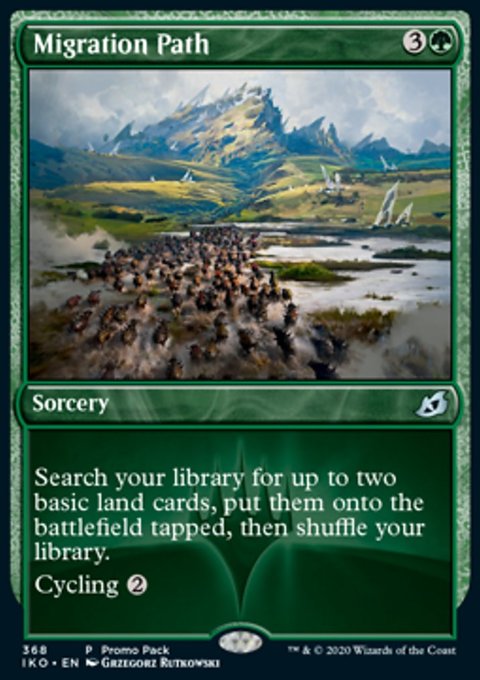 Migration Path 3
Sorcery
Search your library for up to two
basic land cards, put them onto the
battlefield tapped, then shuffle your
library.
Cycling 2
368 P Promo Pack
IKO • EN Grzegorz Rutkowski ™ & © 2020 Wizards of the Coast